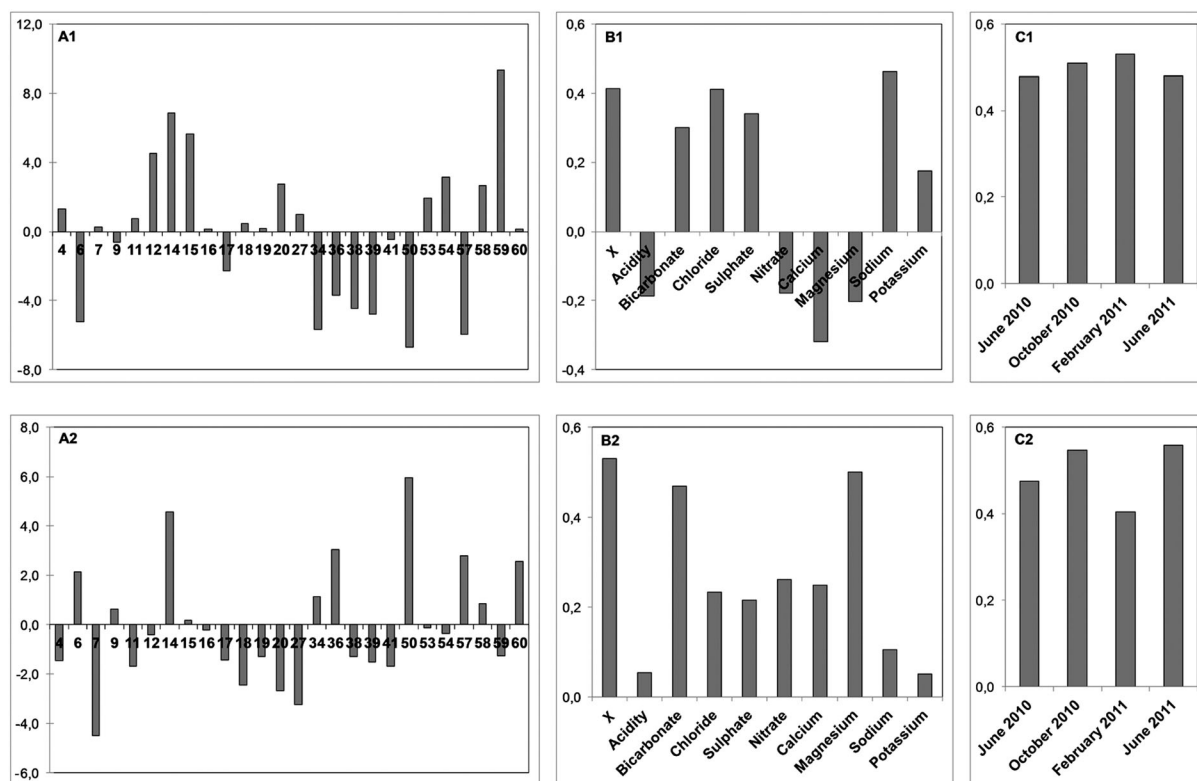 A1
12,0
8,0
4,0
0,0
-4,0
-8,0
4 6 7 9 11 12 14 15 16 17 18 19 20 27 34 36 38 39 41 50 53 54 57 58 59 60
B1
0,6
0,4
0,2
0,0
-0,2
-0,4
X Acidity Bicarbonate Chloride Sulphate Nitrate Calcium Magnesium Sodium Potassium
C1
0,6
0,4
0,2
0,0
June 2010 October 2010 February 2011 June 2011
A2
8,0
6,0
4,0
2,0
0,0
-2,0
-4,0
-6,0
4 6 7 9 11 12 14 15 16 17 18 19 20 27 34 36 38 39 41 50 53 54 57 58 59 60
B2
0,6
0,4
0,2
0,0
X Acidity Bicarbonate Chloride Sulphate Nitrate Calcium Magnesium Sodium Potassium
C2
0,6
0,4
0,2
0,0
June 2010 October 2010 February 2011 June 2011